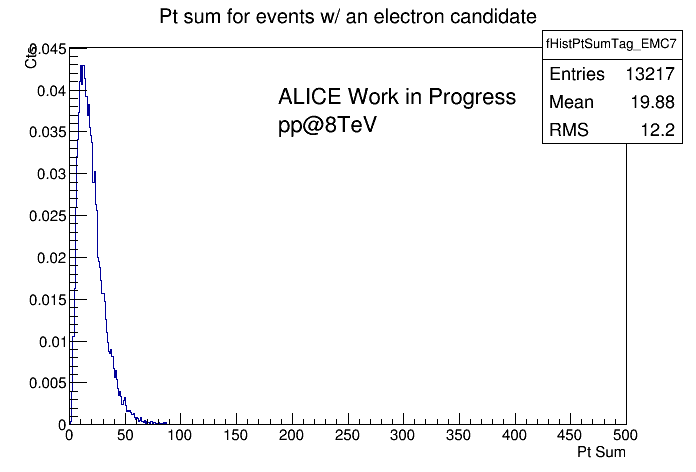 Pt sum for events w/ an electron candidate
Cts
fHistPtSumTag_EMC7
Entries 13217
Mean 19.88
RMS 12.2
ALICE Work in Progress
pp@8TeV
0.045
0.04
0.035
0.03
0.025
0.02
0.015
0.01
0.005
0
0 50 100 150 200 250 300 350 400 450 500
Pt Sum